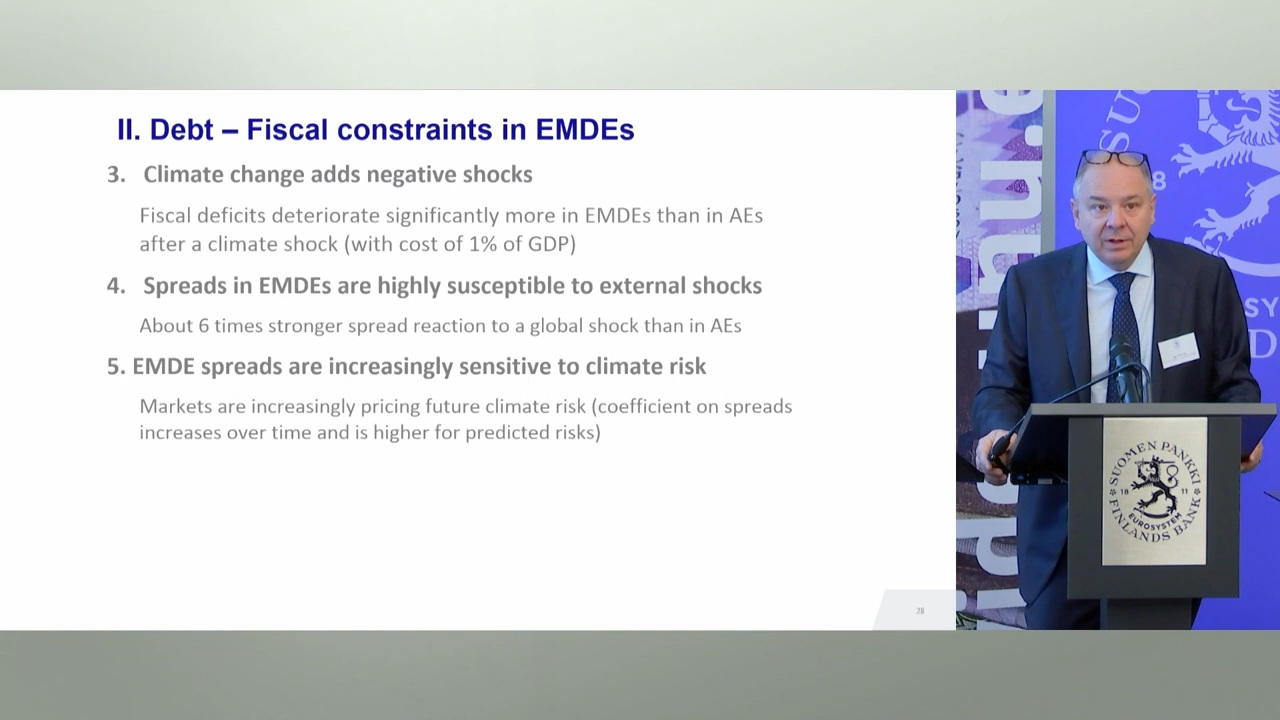 II. Debt – Fiscal constraints in EMDEs
3. Climate change adds negative shocks
Fiscal deficits deteriorate significantly more in EMDEs than in AEs
after a climate shock (with cost of 1% of GDP)
4. Spreads in EMDEs are highly susceptible to external shocks
About 6 times stronger spread reaction to a global shock than in AEs
5. EMDE spreads are increasingly sensitive to climate risk
Markets are increasingly pricing future climate risk (coefficient on spreads
increases over time and is higher for predicted risks)
28
SUOMEN PANKKI
18 11
EUROSYSTEM
FINLANDS BANK